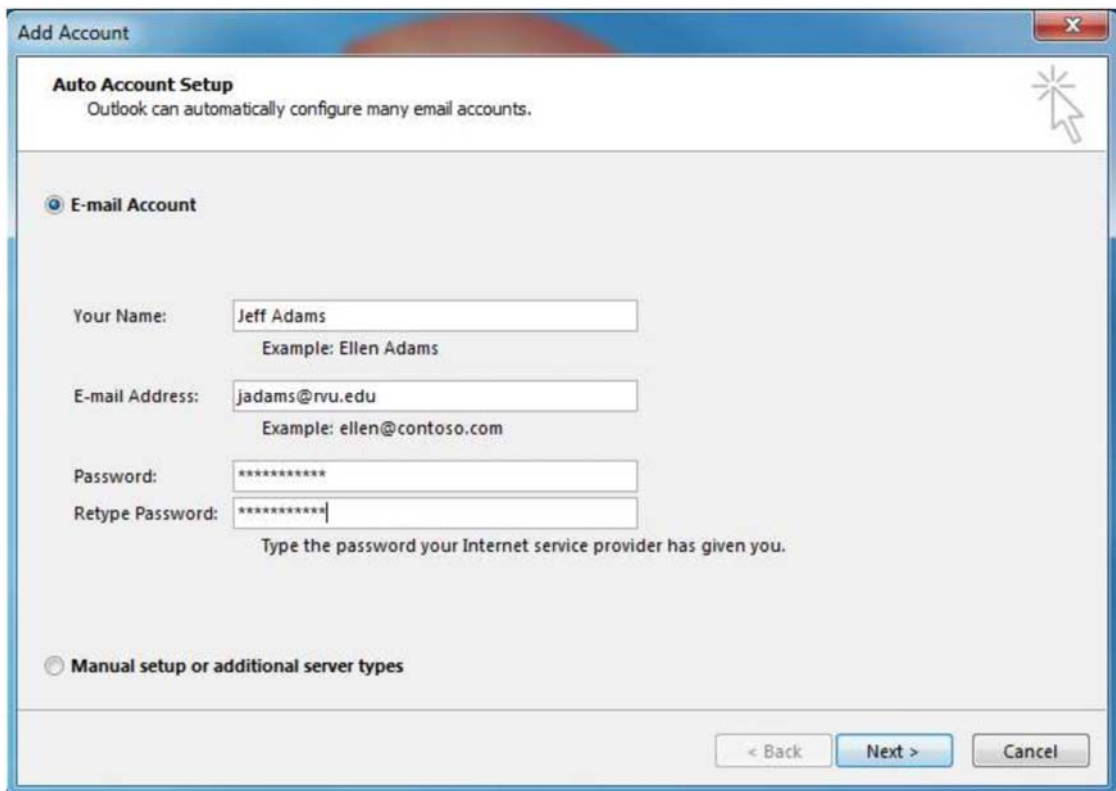 Add Account
Auto Account Setup
Outlook can automatically configure many email accounts.
E-mail Account
Your Name: Jeff Adams
Example: Ellen Adams
E-mail Address: jadams@rvu.edu
Example: ellen@contoso.com
Password: ***********
Retype Password: ***********
Type the password your Internet service provider has given you.
Manual setup or additional server types
< Back Next > Cancel